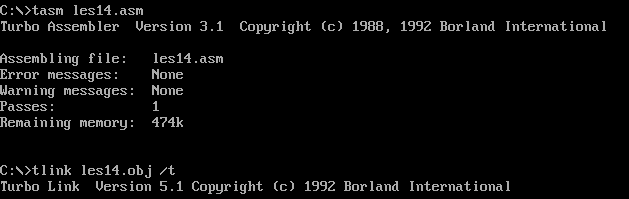 C:\>tasm les14.asm
Turbo Assembler  Version 3.1  Copyright (c) 1988, 1992 Borland International
Assembling file:   les14.asm
Error messages:    None
Warning messages:  None
Passes:            1
Remaining memory:  474k
C:\>tlink les14.obj /t
Turbo Link  Version 5.1 Copyright (c) 1992 Borland International